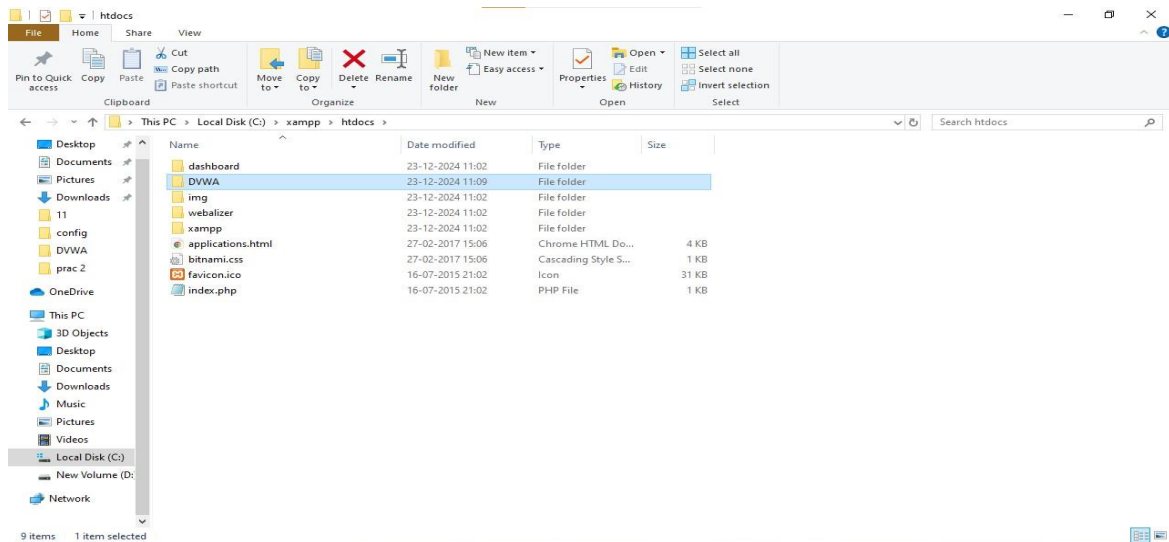 htdocs
File Home Share View
Pin to Quick access
Copy
Paste
Cut
Copy path
Paste shortcut
Clipboard
Move to
Copy to
Delete
Rename
Organize
New folder
New item
Easy access
New
Properties
Open
Edit
History
Open
Select all
Select none
Invert selection
Select
This PC > Local Disk (C:) > xampp > htdocs >
Search htdocs
Desktop
Documents
Pictures
Downloads
11
config
DVWA
prac 2
OneDrive
This PC
3D Objects
Desktop
Documents
Downloads
Music
Pictures
Videos
Local Disk (C:)
New Volume (D:
Network
Name Date modified Type Size
dashboard 23-12-2024 11:02 File folder
DVWA 23-12-2024 11:09 File folder
img 23-12-2024 11:02 File folder
webalizer 23-12-2024 11:02 File folder
xampp 23-12-2024 11:02 File folder
applications.html 27-02-2017 15:06 Chrome HTML Do... 4 KB
bitnami.css 27-02-2017 15:06 Cascading Style S... 1 KB
favicon.ico 16-07-2015 21:02 Icon 31 KB
index.php 16-07-2015 21:02 PHP File 1 KB
9 items 1 item selected